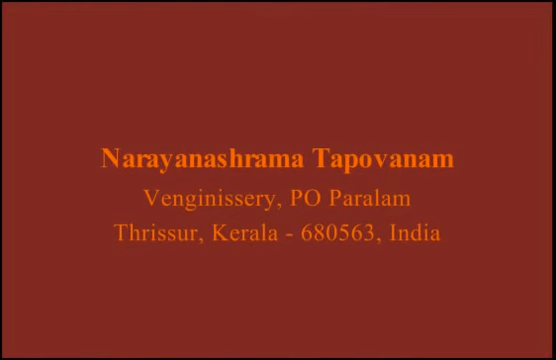 Narayanashrama Tapovanam
Venginissery, PO Paralam
Thrissur, Kerala - 680563, India